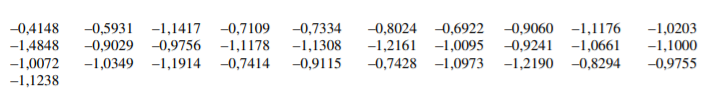 –0,4148 –0,5931 –1,1417 –0,7109 –0,7334 –0,8024 –0,6922 –0,9060 –1,1176 –1,0203
–1,4848 –0,9029 –0,9756 –1,1178 –1,1308 –1,2161 –1,0095 –0,9241 –1,0661 –1,1000
–1,0072 –1,0349 –1,1914 –0,7414 –0,9115 –0,7428 –1,0973 –1,2190 –0,8294 –0,9755
–1,1238